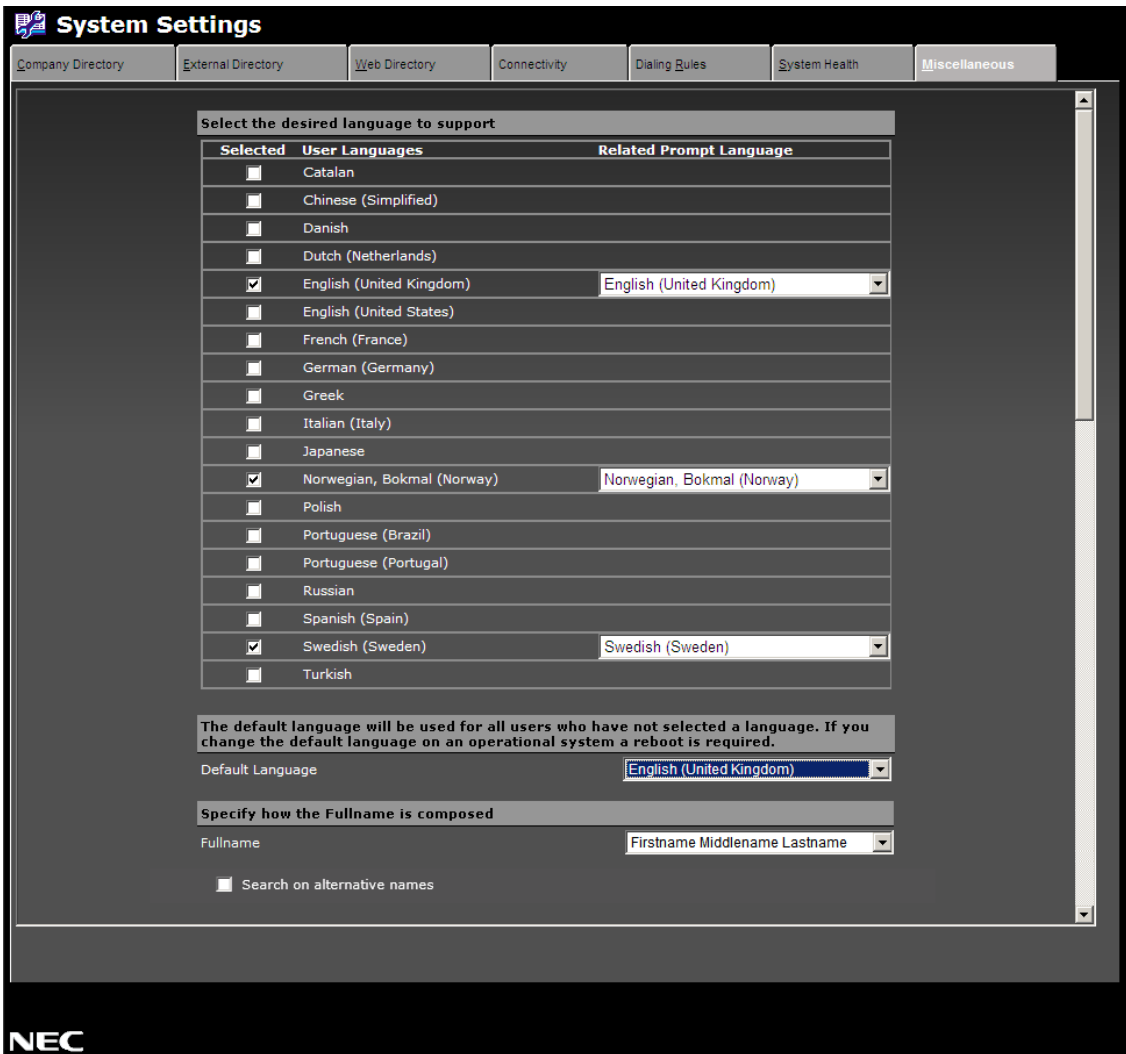 System Settings
Company Directory
External Directory
Web Directory
Connectivity
Dialing Rules
System Health
Miscellaneous
Select the desired language to support
Selected User Languages Related Prompt Language
Catalan
Chinese (Simplified)
Danish
Dutch (Netherlands)
English (United Kingdom) English (United Kingdom)
English (United States)
French (France)
German (Germany)
Greek
Italian (Italy)
Japanese
Norwegian, Bokmal (Norway) Norwegian, Bokmal (Norway)
Polish
Portuguese (Brazil)
Portuguese (Portugal)
Russian
Spanish (Spain)
Swedish (Sweden) Swedish (Sweden)
Turkish
The default language will be used for all users who have not selected a language. If you
change the default language on an operational system a reboot is required.
Default Language English (United Kingdom)
Specify how the Fullname is composed
Fullname Firstname Middlename Lastname
Search on alternative names
NEC